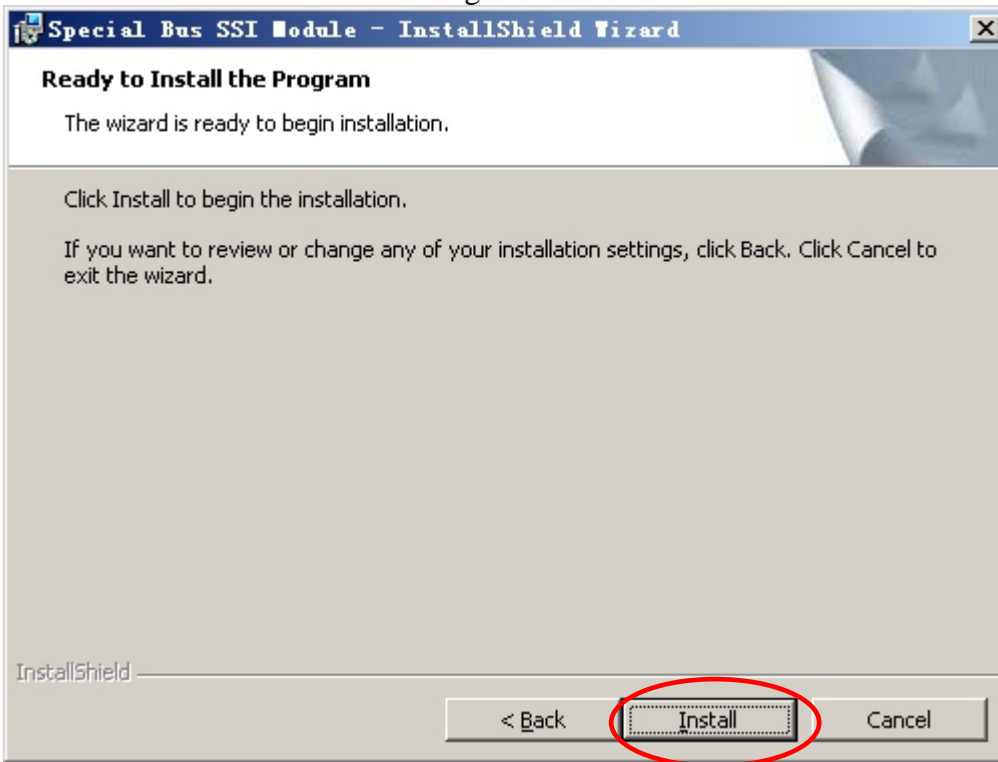 Special Bus SSI Module - InstallShield Wizard
Ready to Install the Program
The wizard is ready to begin installation.
Click Install to begin the installation.
If you want to review or change any of your installation settings, click Back. Click Cancel to
exit the wizard.
InstallShield
< Back Install Cancel